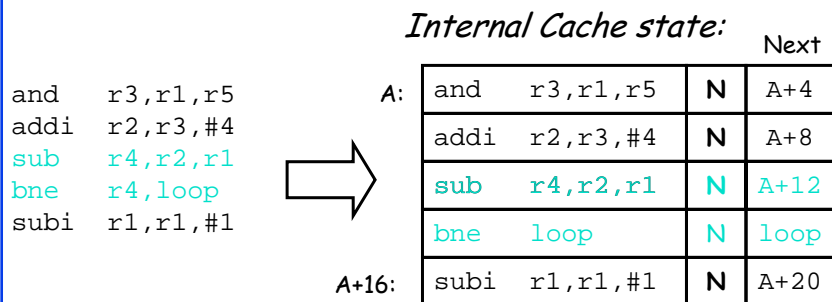 Internal Cache state:
Next
and r3,r1,r5
addi r2,r3,#4
sub r4,r2,r1
bne r4,loop
subi r1,r1,#1
A: and r3,r1,r5 N A+4
addi r2,r3,#4 N A+8
sub r4,r2,r1 N A+12
bne loop N loop
A+16: subi r1,r1,#1 N A+20